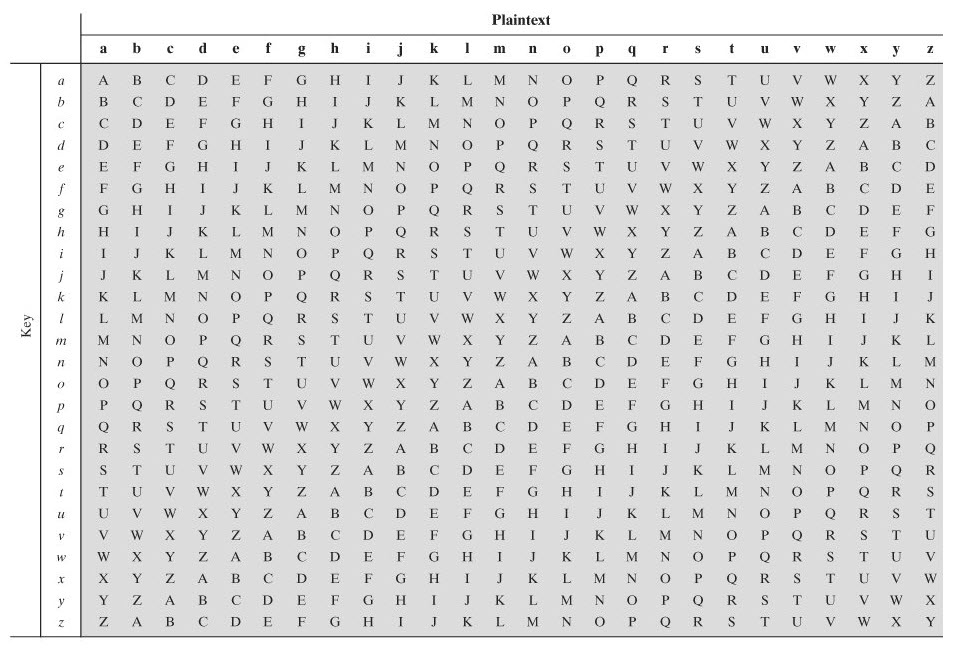 Plaintext
a b c d e f g h i j k l m n o p q r s t u v w x y z
a A B C D E F G H I J K L M N O P Q R S T U V W X Y Z
b B C D E F G H I J K L M N O P Q R S T U V W X Y Z A
c C D E F G H I J K L M N O P Q R S T U V W X Y Z A B
d D E F G H I J K L M N O P Q R S T U V W X Y Z A B C
e E F G H I J K L M N O P Q R S T U V W X Y Z A B C D
f F G H I J K L M N O P Q R S T U V W X Y Z A B C D E
g G H I J K L M N O P Q R S T U V W X Y Z A B C D E F
h H I J K L M N O P Q R S T U V W X Y Z A B C D E F G
i I J K L M N O P Q R S T U V W X Y Z A B C D E F G H
j J K L M N O P Q R S T U V W X Y Z A B C D E F G H I
k K L M N O P Q R S T U V W X Y Z A B C D E F G H I J
Key
l L M N O P Q R S T U V W X Y Z A B C D E F G H I J K
m M N O P Q R S T U V W X Y Z A B C D E F G H I J K L
n N O P Q R S T U V W X Y Z A B C D E F G H I J K L M
o O P Q R S T U V W X Y Z A B C D E F G H I J K L M N
p P Q R S T U V W X Y Z A B C D E F G H I J K L M N O
q Q R S T U V W X Y Z A B C D E F G H I J K L M N O P
r R S T U V W X Y Z A B C D E F G H I J K L M N O P Q
s S T U V W X Y Z A B C D E F G H I J K L M N O P Q R
t T U V W X Y Z A B C D E F G H I J K L M N O P Q R S
u U V W X Y Z A B C D E F G H I J K L M N O P Q R S T
v V W X Y Z A B C D E F G H I J K L M N O P Q R S T U
w W X Y Z A B C D E F G H I J K L M N O P Q R S T U V
x X Y Z A B C D E F G H I J K L M N O P Q R S T U V W
y Y Z A B C D E F G H I J K L M N O P Q R S T U V W X
z Z A B C D E F G H I J K L M N O P Q R S T U V W X Y